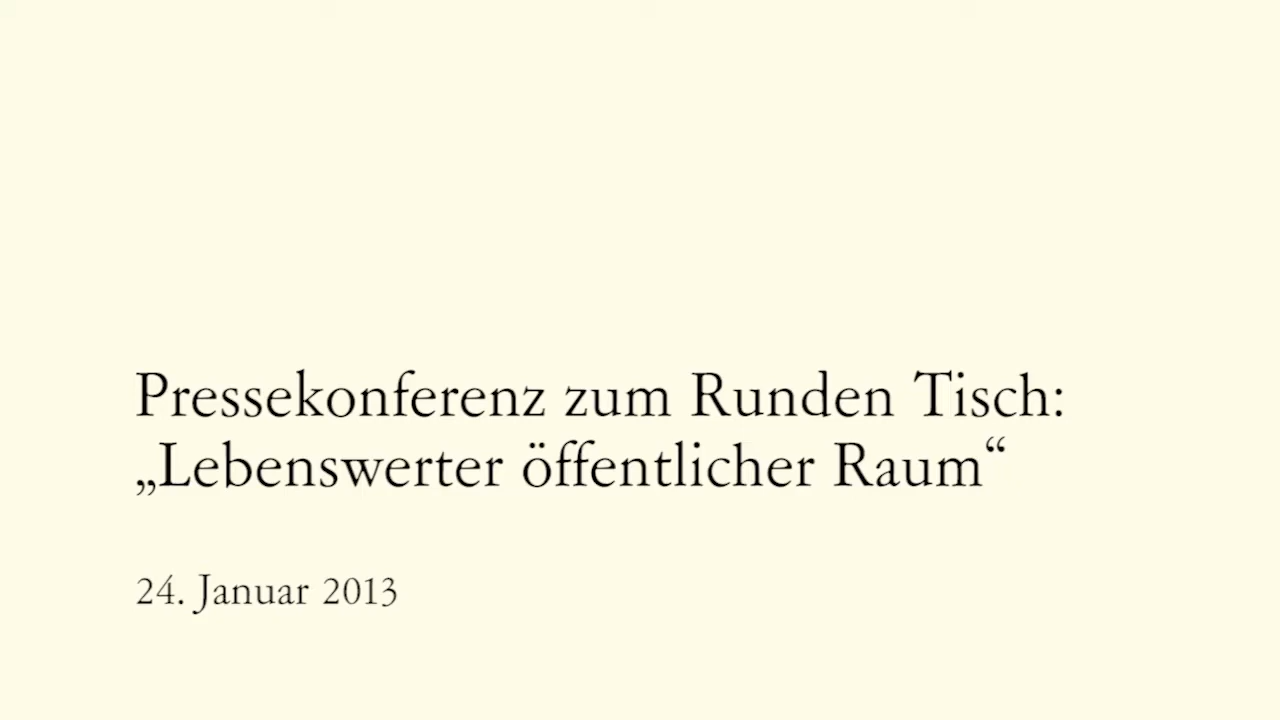 Pressekonferenz zum Runden Tisch:
„Lebenswerter öffentlicher Raum“
24. Januar 2013